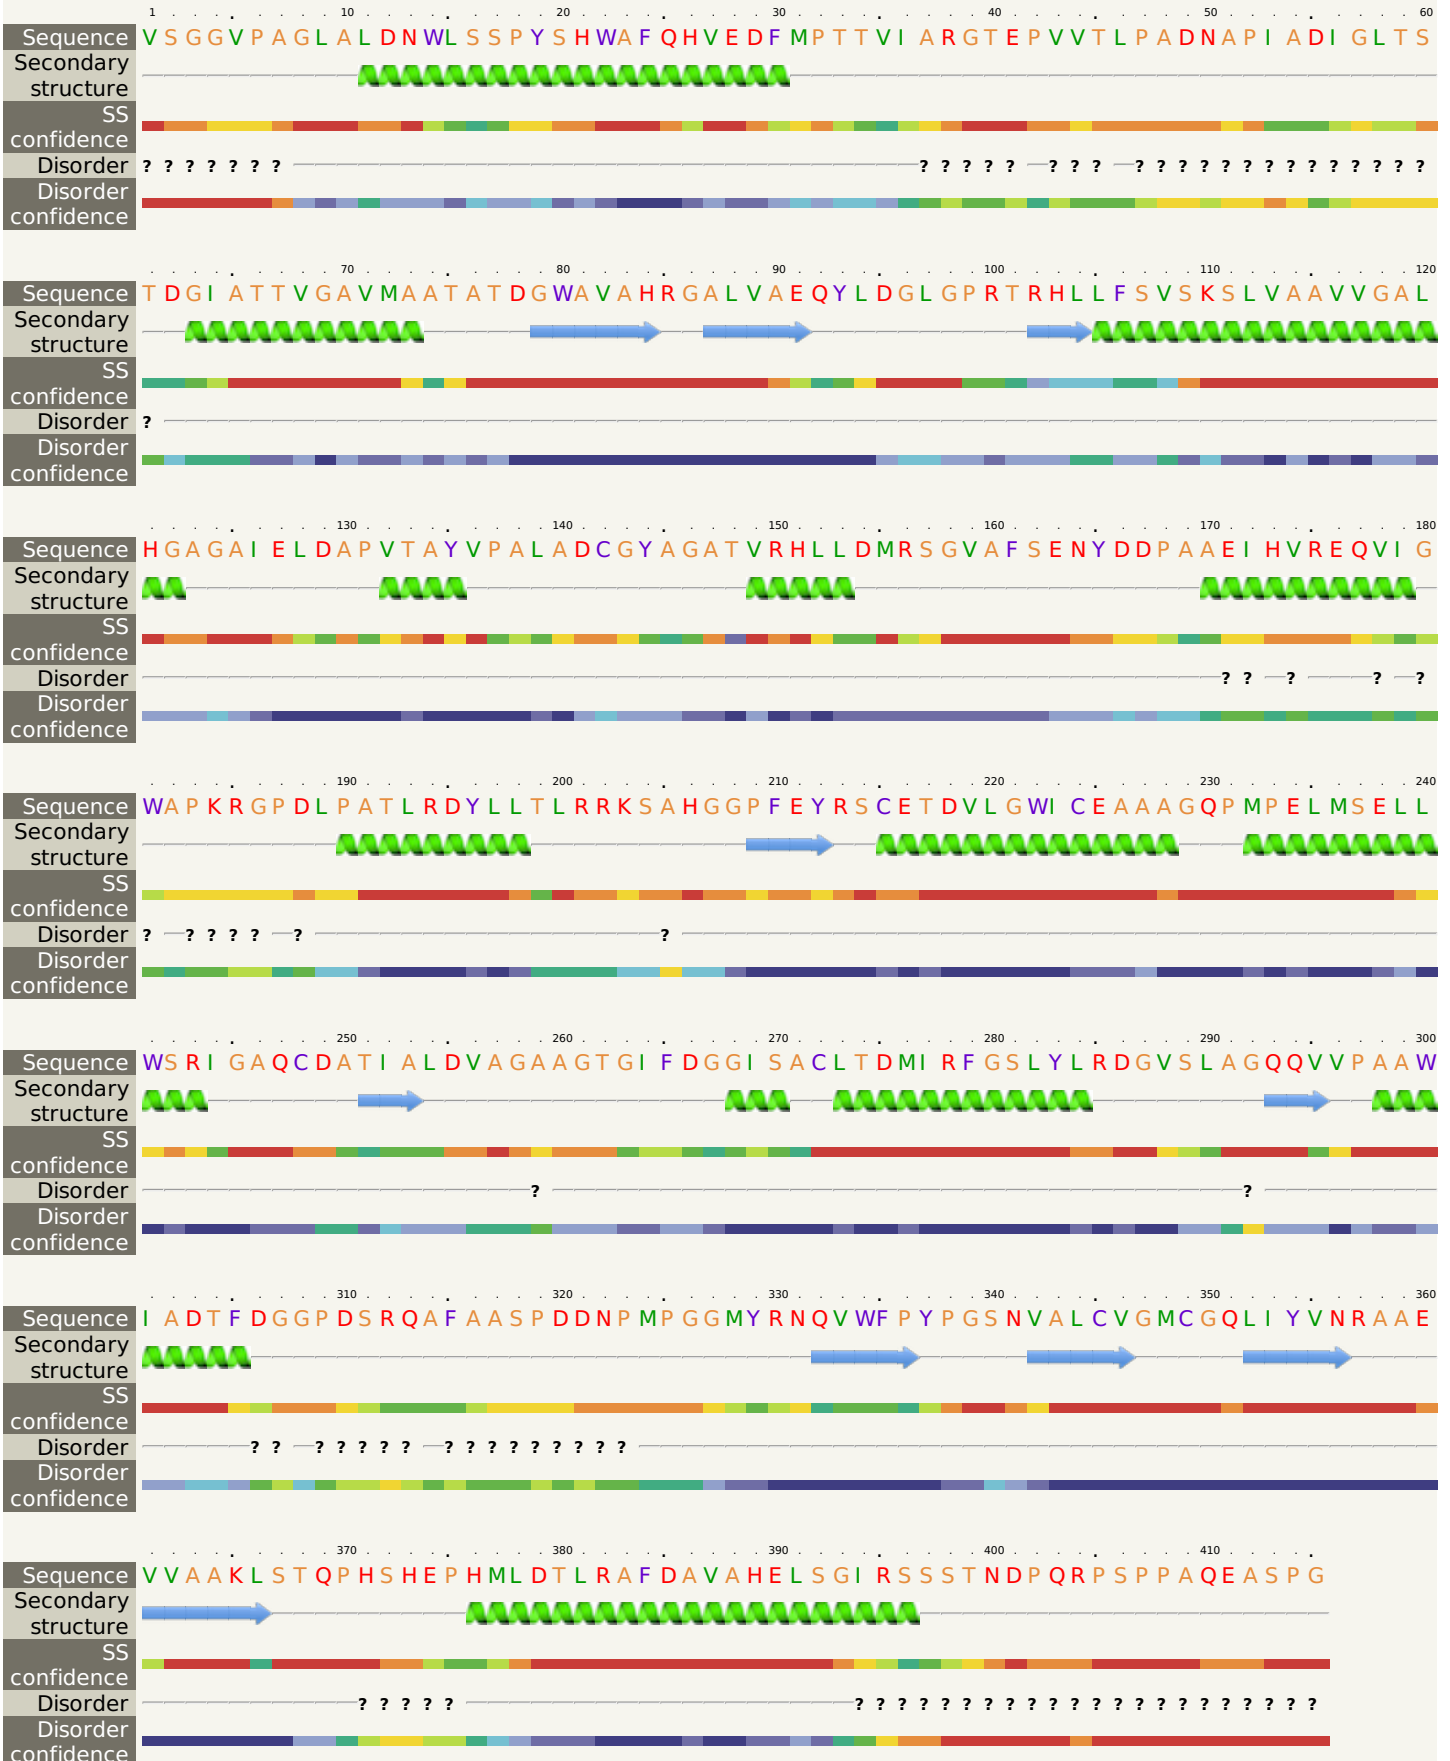 1 10 20 30 40 50 60
Sequence V S G G V P A G L A L D N W L S S P Y S H W A F Q H V E D F M P T T V I A R G T E P V V T L P A D N A P I A D I G L T S
Secondary
structure
SS
confidence
Disorder ? ? ? ? ? ? ? ? ? ? ? ? ? ? ? ? ? ? ? ? ? ? ? ? ? ? ? ? ?
Disorder
confidence
70 80 90 100 110 120
Sequence T D G I A T T V G A V M A A T A T D G W A V A H R G A L V A E Q Y L D G L G P R T R H L L F S V S K S L V A A V V G A L
Secondary
structure
SS
confidence
Disorder ?
Disorder
confidence
130 140 150 160 170 180
Sequence H G A G A I E L D A P V T A Y V P A L A D C G Y A G A T V R H L L D M R S G V A F S E N Y D D P A A E I H V R E Q V I G
Secondary
structure
SS
confidence
Disorder ? ? ? ? ?
Disorder
confidence
190 200 210 220 230 240
Sequence W A P K R G P D L P A T L R D Y L L T L R R K S A H G G P F E Y R S C E T D V L G W I C E A A A G Q P M P E L M S E L L
Secondary
structure
SS
confidence
Disorder ? ? ? ? ? ? ?
Disorder
confidence
250 260 270 280 290 300
Sequence W S R I G A Q C D A T I A L D V A G A A G T G I F D G G I S A C L T D M I R F G S L Y L R D G V S L A G Q Q V V P A A W
Secondary
structure
SS
confidence
Disorder ? ?
Disorder
confidence
310 320 330 340 350 360
Sequence I A D T F D G G P D S R Q A F A A S P D D N P M P G G M Y R N Q V W F P Y P G S N V A L C V G M C G Q L I Y V N R A A E
Secondary
structure
SS
confidence
Disorder ? ? ? ? ? ? ? ? ? ? ? ? ? ? ? ?
Disorder
confidence
370 380 390 400 410
Sequence V V A A K L S T Q P H S H E P H M L D T L R A F D A V A H E L S G I R S S S T N D P Q R P S P P A Q E A S P G
Secondary
structure
SS
confidence
Disorder ? ? ? ? ? ? ? ? ? ? ? ? ? ? ? ? ? ? ? ? ? ? ? ? ? ? ?
Disorder
confidence